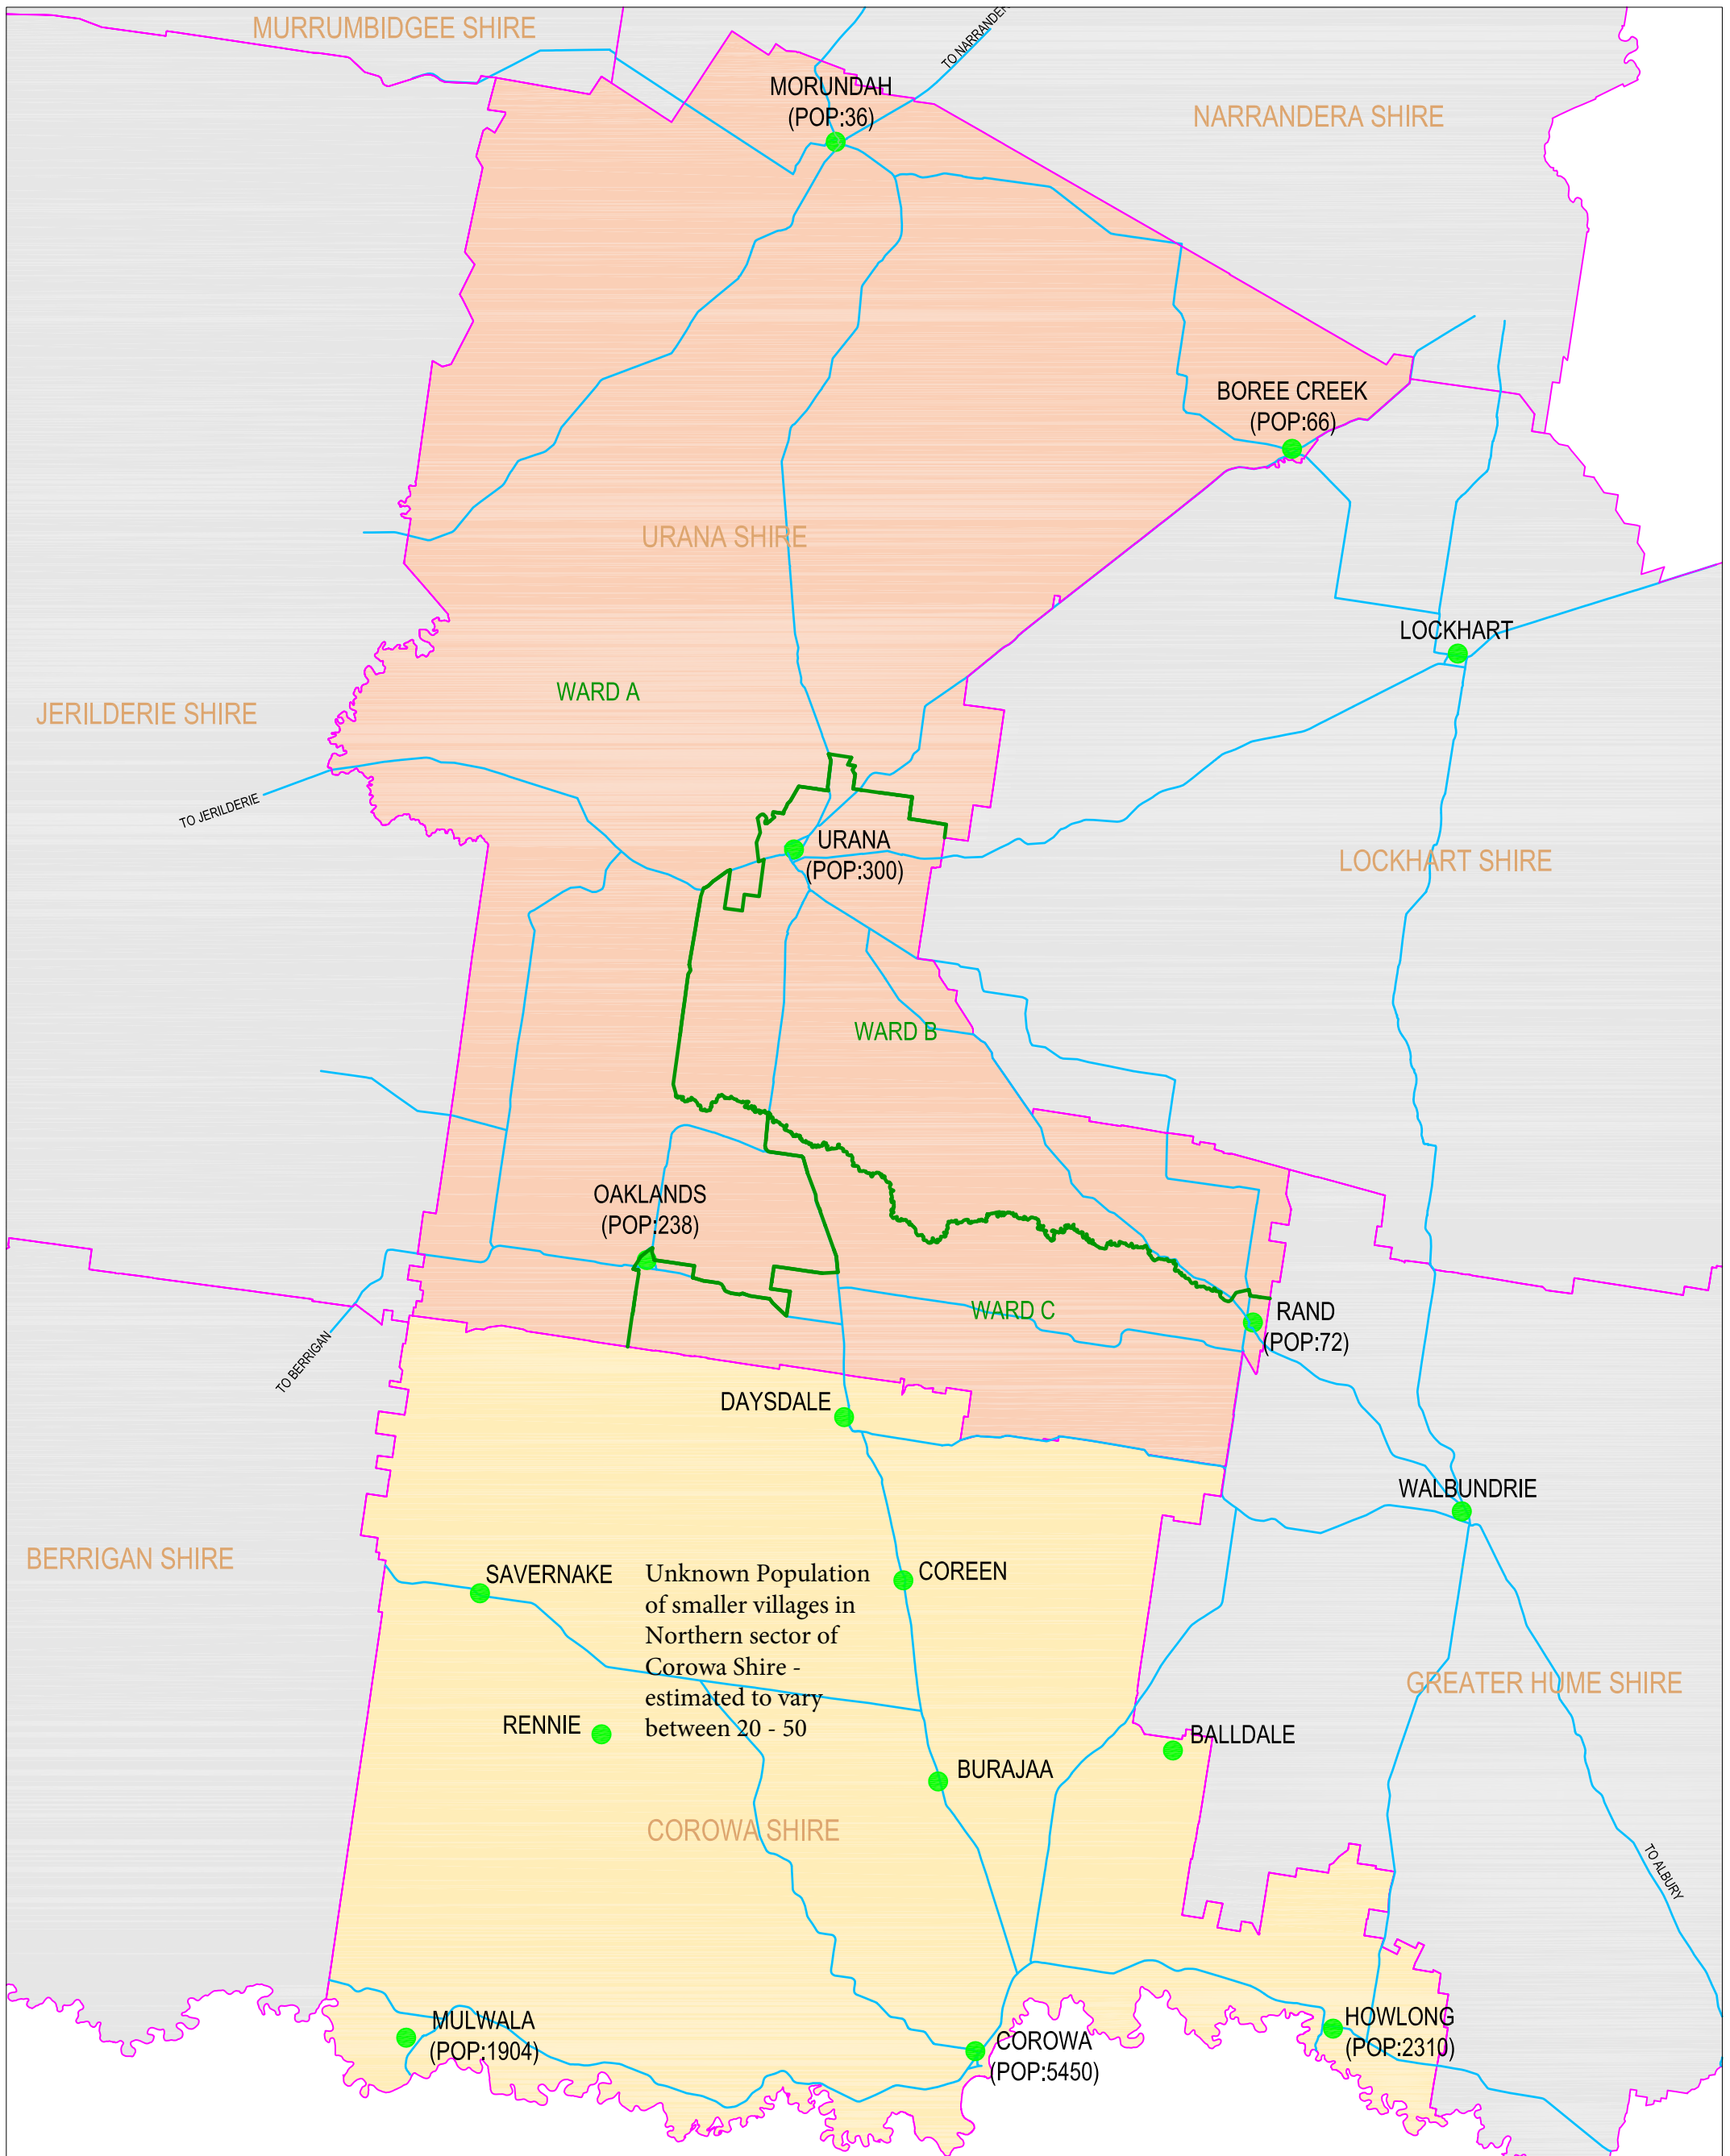 MURRUMBIDGEE SHIRE
TO NARRANDER
MORUNDAH
(POP:36)
NARRANDERA SHIRE
BOREE CREEK
(POP:66)
URANA SHIRE
LOCKHART
WARD A
JERILDERIE SHIRE
TO JERILDERIE
URANA
(POP:300)
LOCKHART SHIRE
WARD B
OAKLANDS
(POP:238)
WARD C
RAND
(POP:72)
TO BERRIGAN
DAYSDALE
WALBUNDRIE
BERRIGAN SHIRE
SAVERNAKE
Unknown Population
of smaller villages in
Northern sector of
Corowa Shire -
estimated to vary
between 20 - 50
COREEN
GREATER HUME SHIRE
RENNIE
BALLDALE
BURAJAA
COROWA SHIRE
TO ALBURY
MULWALA
(POP:1904)
COROWA
(POP:5450)
HOWLONG
(POP:2310)